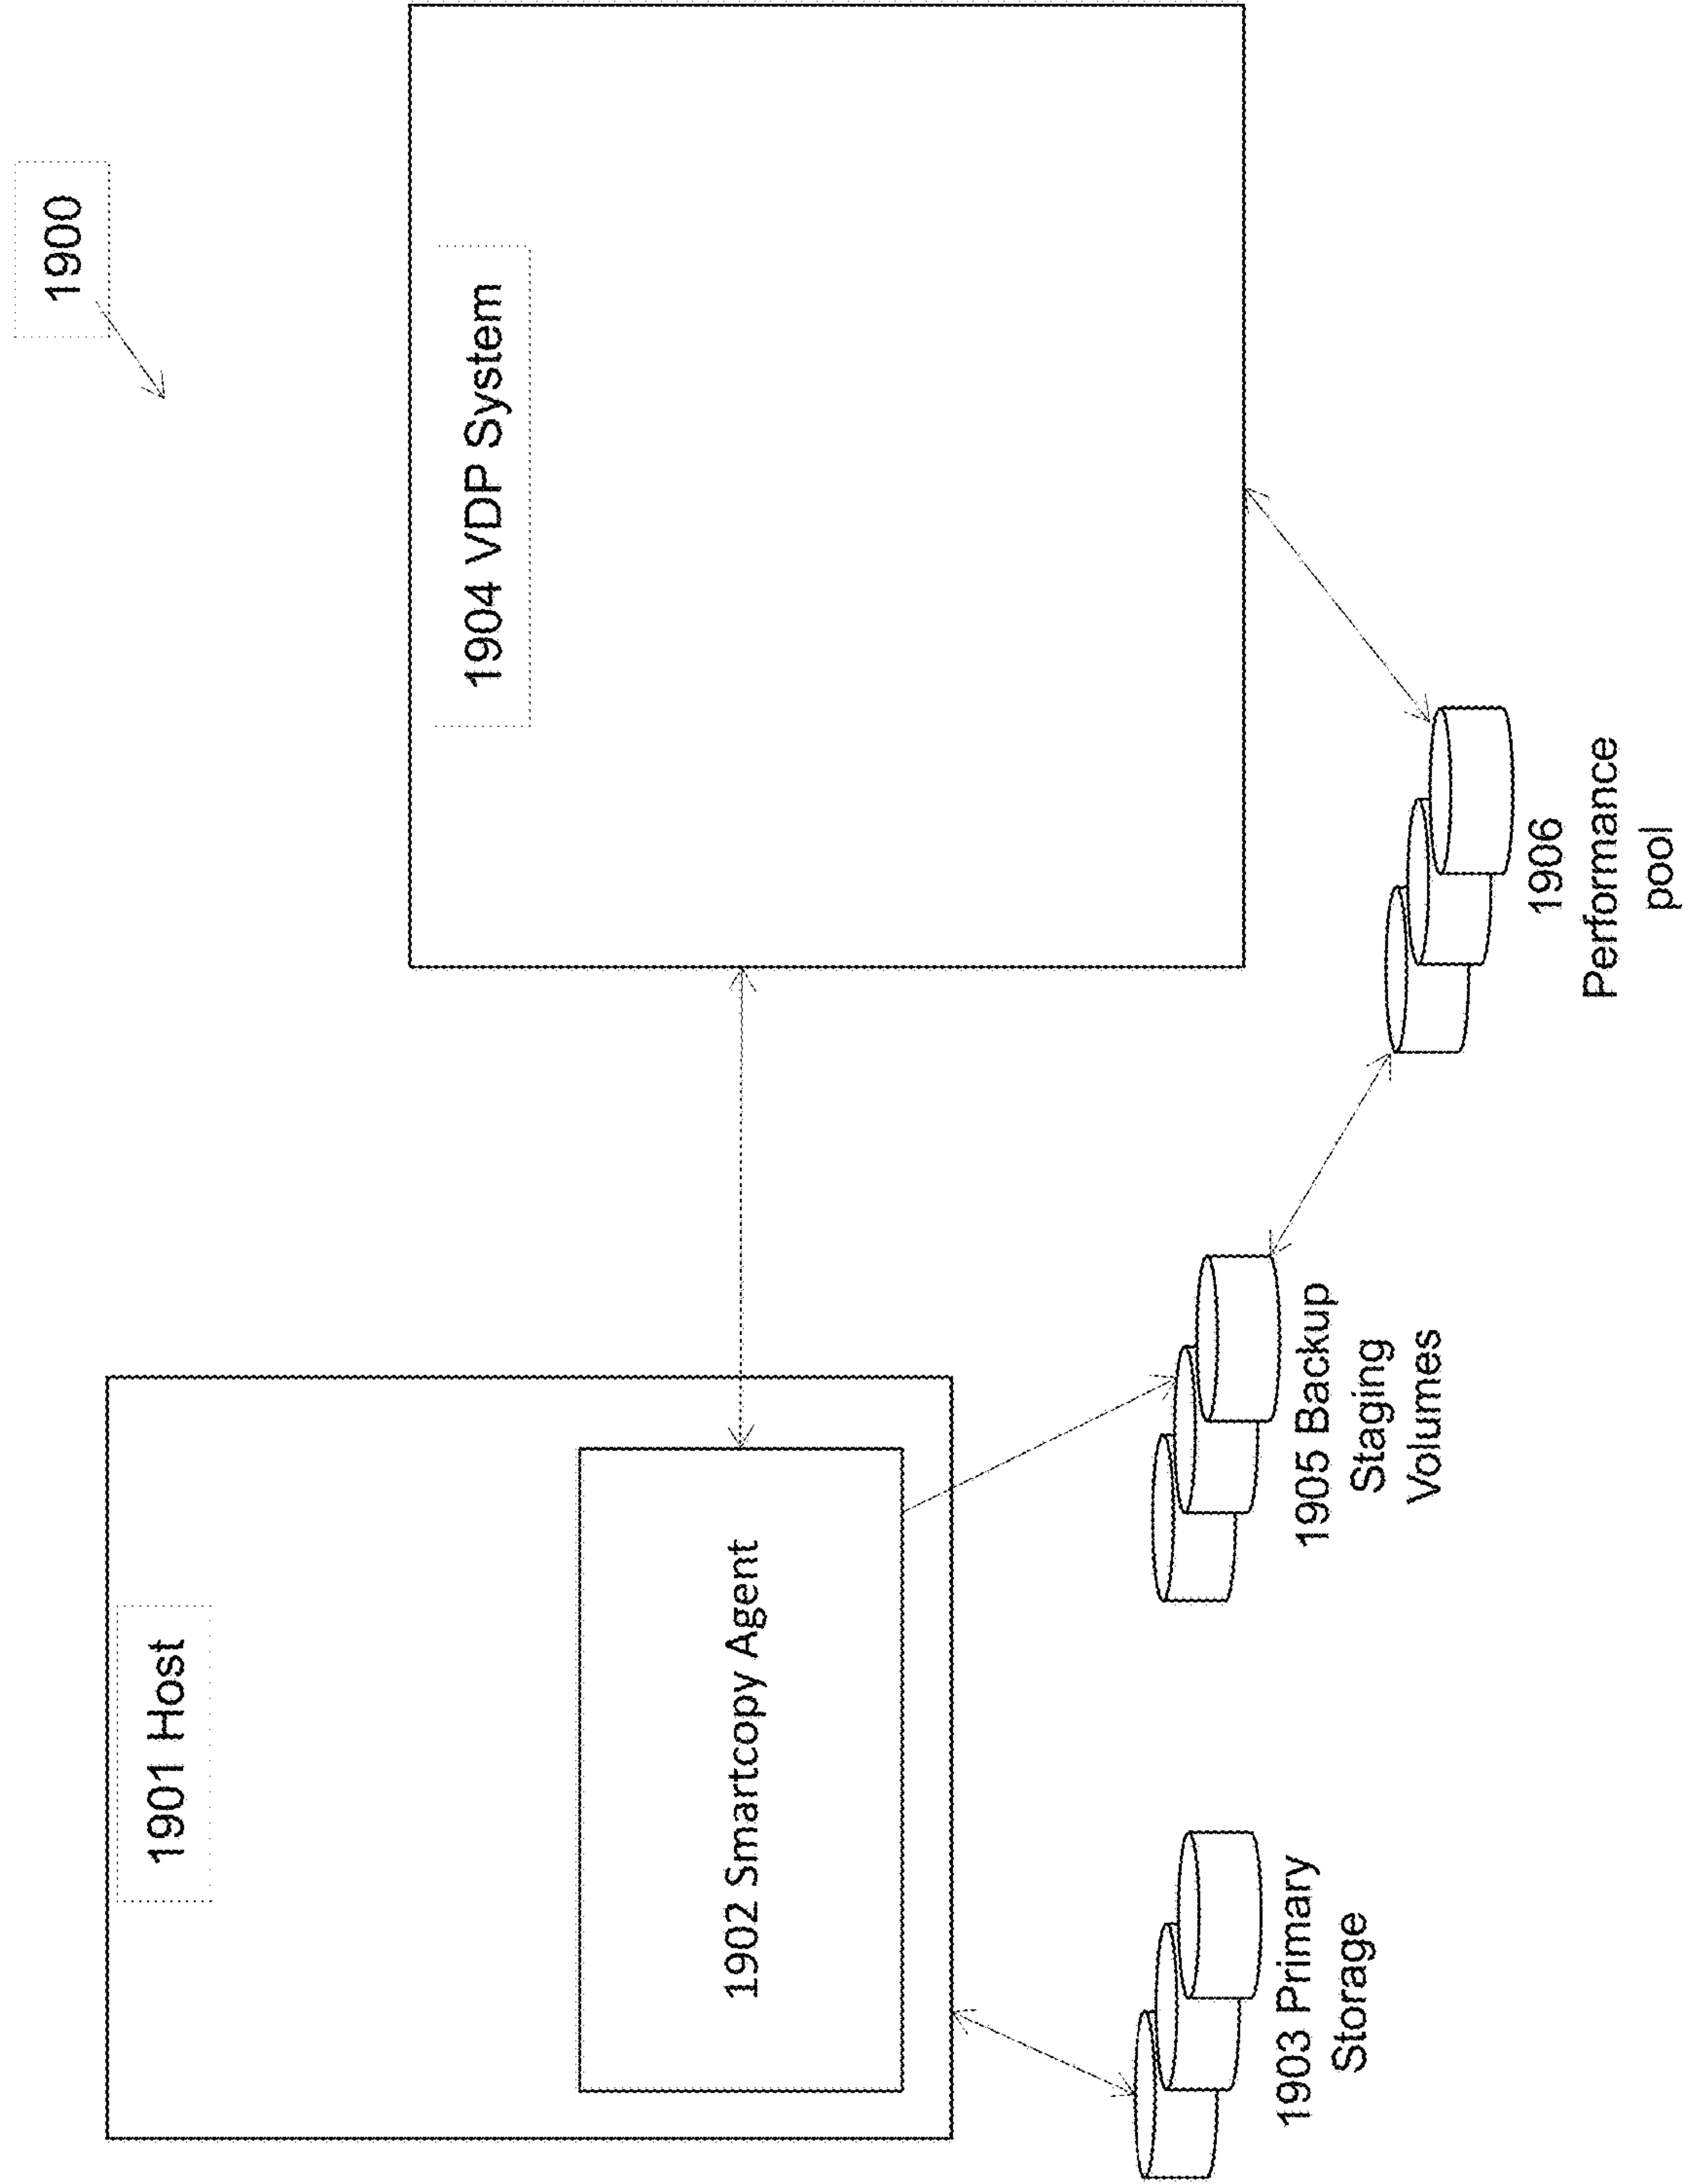 1900
1901 Host
1904 VDP System
1902 Smartcopy Agent
1903 Primary
Storage
1905 Backup
Staging
Volumes
1906
Performance
pool